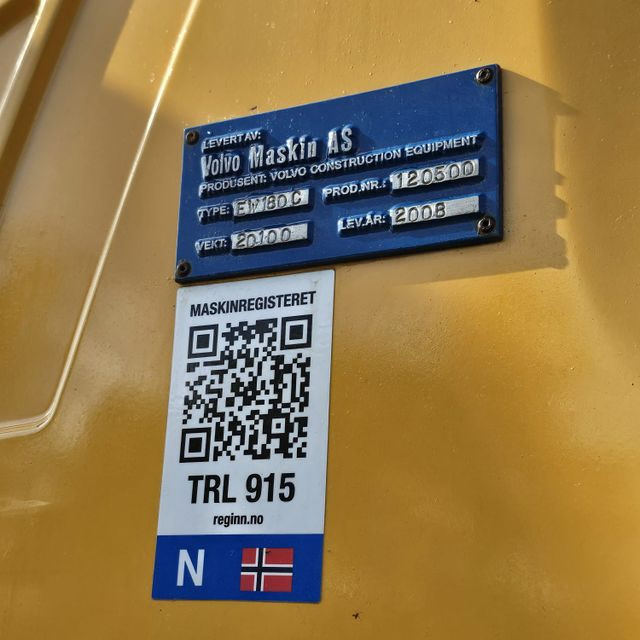 LEVERT AV:
Volvo Maskin AS
PRODUSENT: VOLVO CONSTRUCTION EQUIPMENT
TYPE: EW180C PROD.NR.: 120500
VEKT: 20100 LEV.ÅR: 2008
MASKINREGISTERET
TRL 915
reginn.no
N